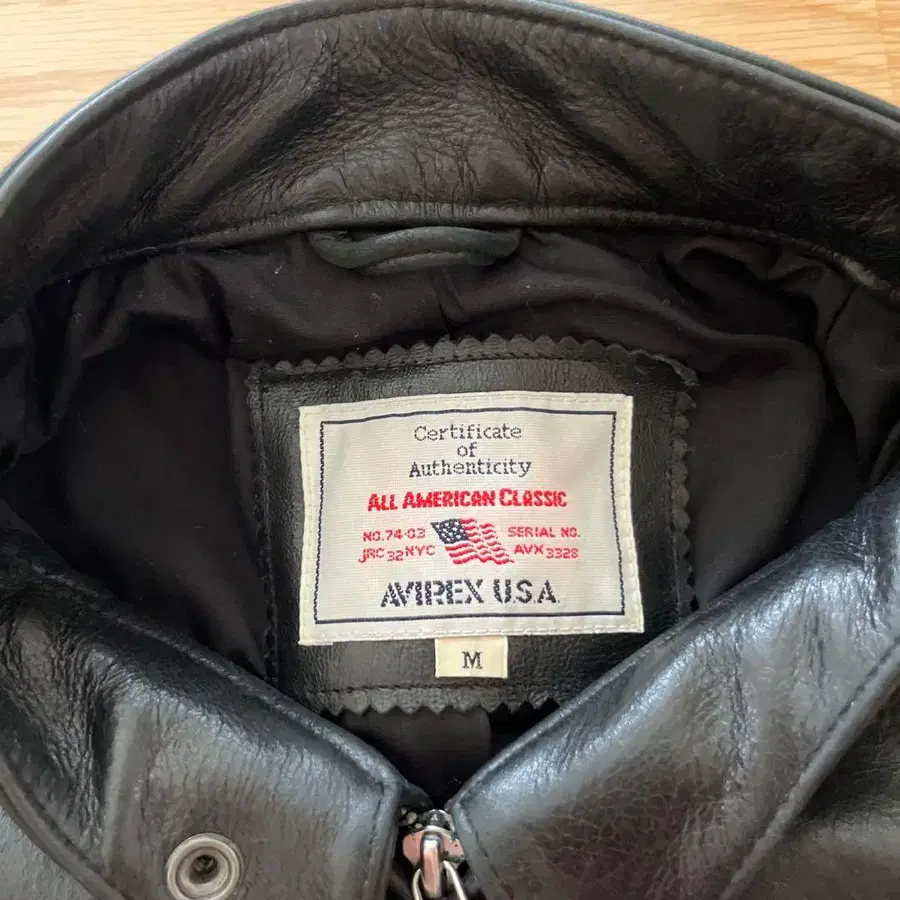 Certificate
of
Authenticity
ALL AMERICAN CLASSIC
NO.74-03 SERIAL NO.
JRC 32 NYC AVX 3328
AVIREX U.S.A.
M